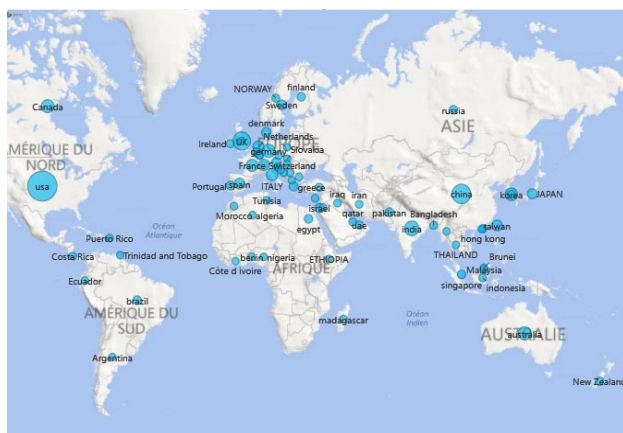 finland
NORWAY
Sweden
russia
Canada
denmark
ASIE
Ireland
UK
Netherlands
EUROPE
germany
Slovakia
AMÉRIQUE DU
NORD
France
Switzerland
usa
Portugal
spain
ITALY
greece
china
korea
JAPAN
Tunisia
israel
iraq
iran
Morocco
algeria
egypt
qatar
uae
pakistan
Bangladesh
india
taiwan
hong kong
Océan
Atlantique
Puerto Rico
Costa Rica
Trinidad and Tobago
benin
nigeria
ETHIOPIA
THAILAND
Brunei
Côte d ivoire
AFRIQUE
Malaysia
Ecuador
singapore
indonesia
brazil
AMÉRIQUE DU
SUD
madagascar
Océan
Indien
AUSTRALIE
australia
Argentina
New Zealand